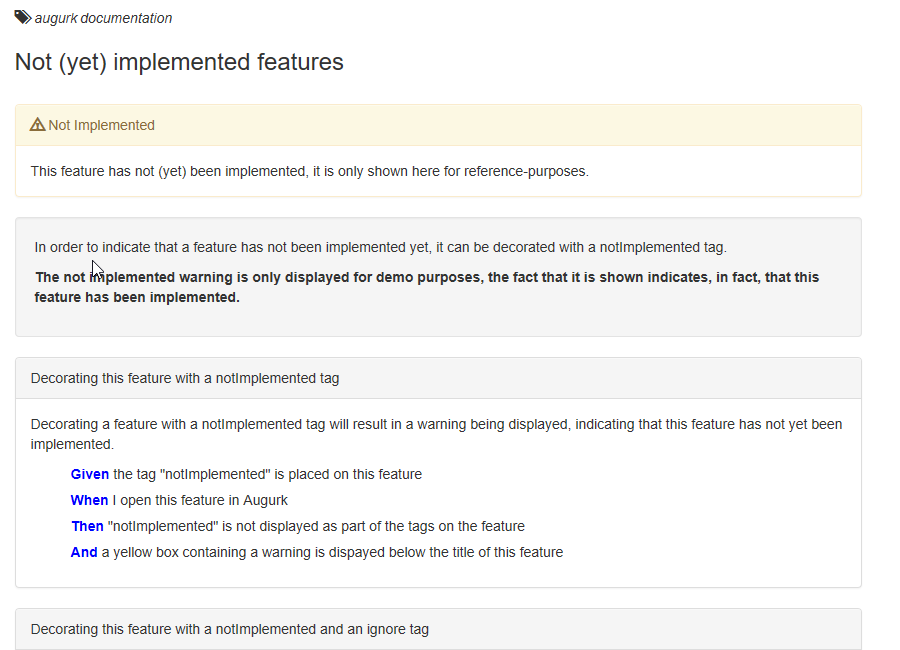 augurk documentation
Not (yet) implemented features
Not Implemented
This feature has not (yet) been implemented, it is only shown here for reference-purposes.
In order to indicate that a feature has not been implemented yet, it can be decorated with a notImplemented tag.
The not implemented warning is only displayed for demo purposes, the fact that it is shown indicates, in fact, that this
feature has been implemented.
Decorating this feature with a notImplemented tag
Decorating a feature with a notImplemented tag will result in a warning being displayed, indicating that this feature has not yet been
implemented.
Given the tag "notImplemented" is placed on this feature
When I open this feature in Augurk
Then "notImplemented" is not displayed as part of the tags on the feature
And a yellow box containing a warning is dispayed below the title of this feature
Decorating this feature with a notImplemented and an ignore tag